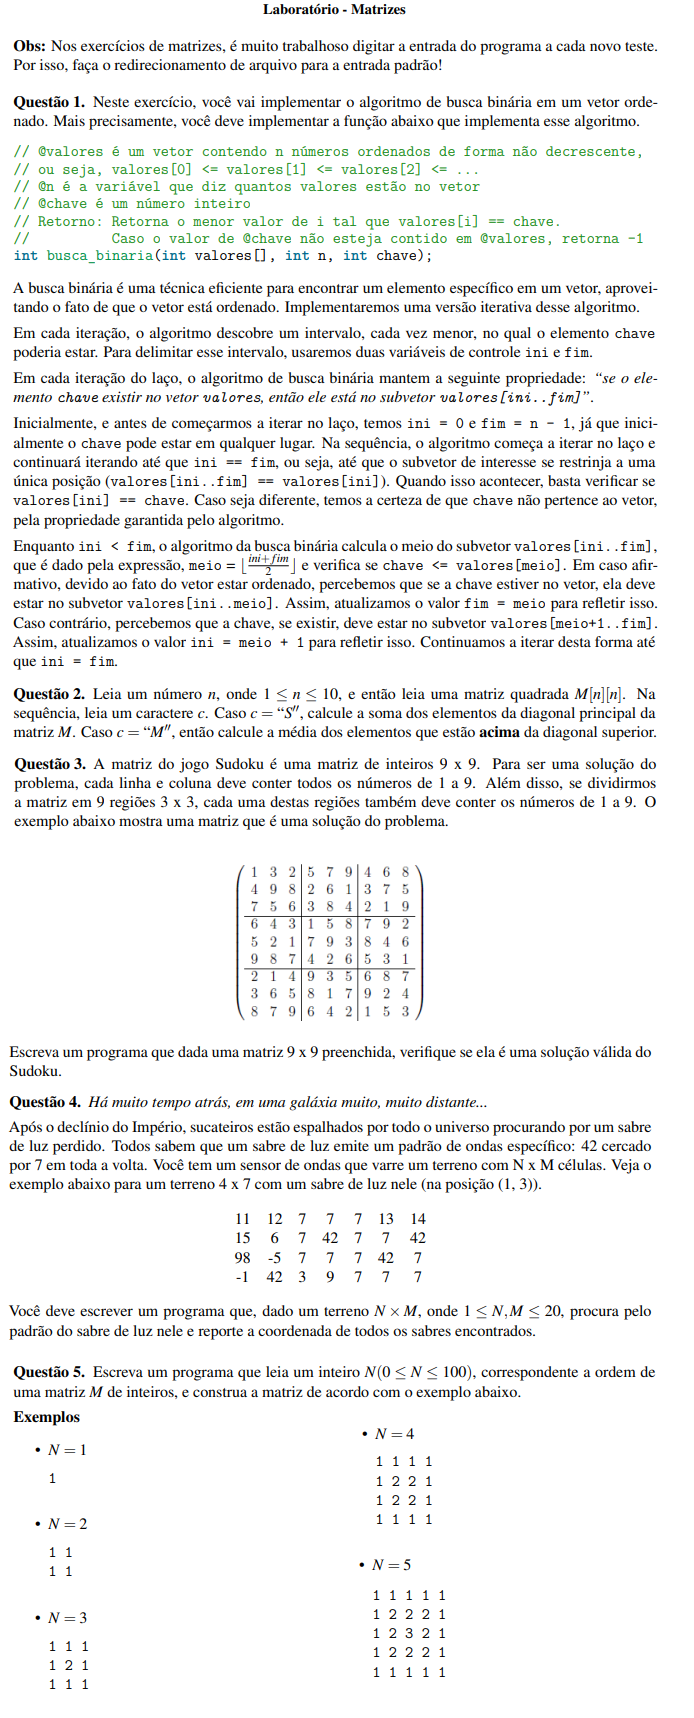 Laboratório - Matrizes
Obs: Nos exercícios de matrizes, é muito trabalhoso digitar a entrada do programa a cada novo teste.
Por isso, faça o redirecionamento de arquivo para a entrada padrão!
Questão 1. Neste exercício, você vai implementar o algoritmo de busca binária em um vetor orde-
nado. Mais precisamente, você deve implementar a função abaixo que implementa esse algoritmo.
// @valores é um vetor contendo n números ordenados de forma não decrescente,
// ou seja, valores[0] <= valores[1] <= valores[2] <= ...
// @n é a variável que diz quantos valores estão no vetor
// @chave é um número inteiro
// Retorno: Retorna o menor valor de i tal que valores[i] == chave.
// Caso o valor de @chave não esteja contido em @valores, retorna -1
int busca_binaria(int valores[], int n, int chave);
A busca binária é uma técnica eficiente para encontrar um elemento específico em um vetor, aprovei-
tando o fato de que o vetor está ordenado. Implementaremos uma versão iterativa desse algoritmo.
Em cada iteração, o algoritmo descobre um intervalo, cada vez menor, no qual o elemento chave
poderia estar. Para delimitar esse intervalo, usaremos duas variáveis de controle ini e fim.
Em cada iteração do laço, o algoritmo de busca binária mantem a seguinte propriedade: “se o ele-
mento chave existir no vetor valores, então ele está no subvetor valores[ini..fim]”.
Inicialmente, e antes de começarmos a iterar no laço, temos ini = 0 e fim = n - 1, já que inici-
almente o chave pode estar em qualquer lugar. Na sequência, o algoritmo começa a iterar no laço e
continuará iterando até que ini == fim, ou seja, até que o subvetor de interesse se restrinja a uma
única posição (valores[ini..fim] == valores[ini]). Quando isso acontecer, basta verificar se
valores[ini] == chave. Caso seja diferente, temos a certeza de que chave não pertence ao vetor,
pela propriedade garantida pelo algoritmo.
Enquanto ini < fim, o algoritmo da busca binária calcula o meio do subvetor valores[ini..fim],
que é dado pela expressão, meio = ⌊(ini+fim)/2⌋ e verifica se chave <= valores[meio]. Em caso afir-
mativo, devido ao fato do vetor estar ordenado, percebemos que se a chave estiver no vetor, ela deve
estar no subvetor valores[ini..meio]. Assim, atualizamos o valor fim = meio para refletir isso.
Caso contrário, percebemos que a chave, se existir, deve estar no subvetor valores[meio+1..fim].
Assim, atualizamos o valor ini = meio + 1 para refletir isso. Continuamos a iterar desta forma até
que ini = fim.
Questão 2. Leia um número n, onde 1 ≤ n ≤ 10, e então leia uma matriz quadrada M[n][n]. Na
sequência, leia um caractere c. Caso c = “S″, calcule a soma dos elementos da diagonal principal da
matriz M. Caso c = “M″, então calcule a média dos elementos que estão acima da diagonal superior.
Questão 3. A matriz do jogo Sudoku é uma matriz de inteiros 9 x 9. Para ser uma solução do
problema, cada linha e coluna deve conter todos os números de 1 a 9. Além disso, se dividirmos
a matriz em 9 regiões 3 x 3, cada uma destas regiões também deve conter os números de 1 a 9. O
exemplo abaixo mostra uma matriz que é uma solução do problema.
1 3 2 5 7 9 4 6 8
4 9 8 2 6 1 3 7 5
7 5 6 3 8 4 2 1 9
6 4 3 1 5 8 7 9 2
5 2 1 7 9 3 8 4 6
9 8 7 4 2 6 5 3 1
2 1 4 9 3 5 6 8 7
3 6 5 8 1 7 9 2 4
8 7 9 6 4 2 1 5 3
Escreva um programa que dada uma matriz 9 x 9 preenchida, verifique se ela é uma solução válida do
Sudoku.
Questão 4. Há muito tempo atrás, em uma galáxia muito, muito distante...
Após o declínio do Império, sucateiros estão espalhados por todo o universo procurando por um sabre
de luz perdido. Todos sabem que um sabre de luz emite um padrão de ondas específico: 42 cercado
por 7 em toda a volta. Você tem um sensor de ondas que varre um terreno com N x M células. Veja o
exemplo abaixo para um terreno 4 x 7 com um sabre de luz nele (na posição (1, 3)).
11 12 7 7 7 13 14
15 6 7 42 7 7 42
98 -5 7 7 7 42 7
-1 42 3 9 7 7 7
Você deve escrever um programa que, dado um terreno N × M, onde 1 ≤ N,M ≤ 20, procura pelo
padrão do sabre de luz nele e reporte a coordenada de todos os sabres encontrados.
Questão 5. Escreva um programa que leia um inteiro N(0 ≤ N ≤ 100), correspondente a ordem de
uma matriz M de inteiros, e construa a matriz de acordo com o exemplo abaixo.
Exemplos
• N = 1
1
• N = 2
1 1
1 1
• N = 3
1 1 1
1 2 1
1 1 1
• N = 4
1 1 1 1
1 2 2 1
1 2 2 1
1 1 1 1
• N = 5
1 1 1 1 1
1 2 2 2 1
1 2 3 2 1
1 2 2 2 1
1 1 1 1 1